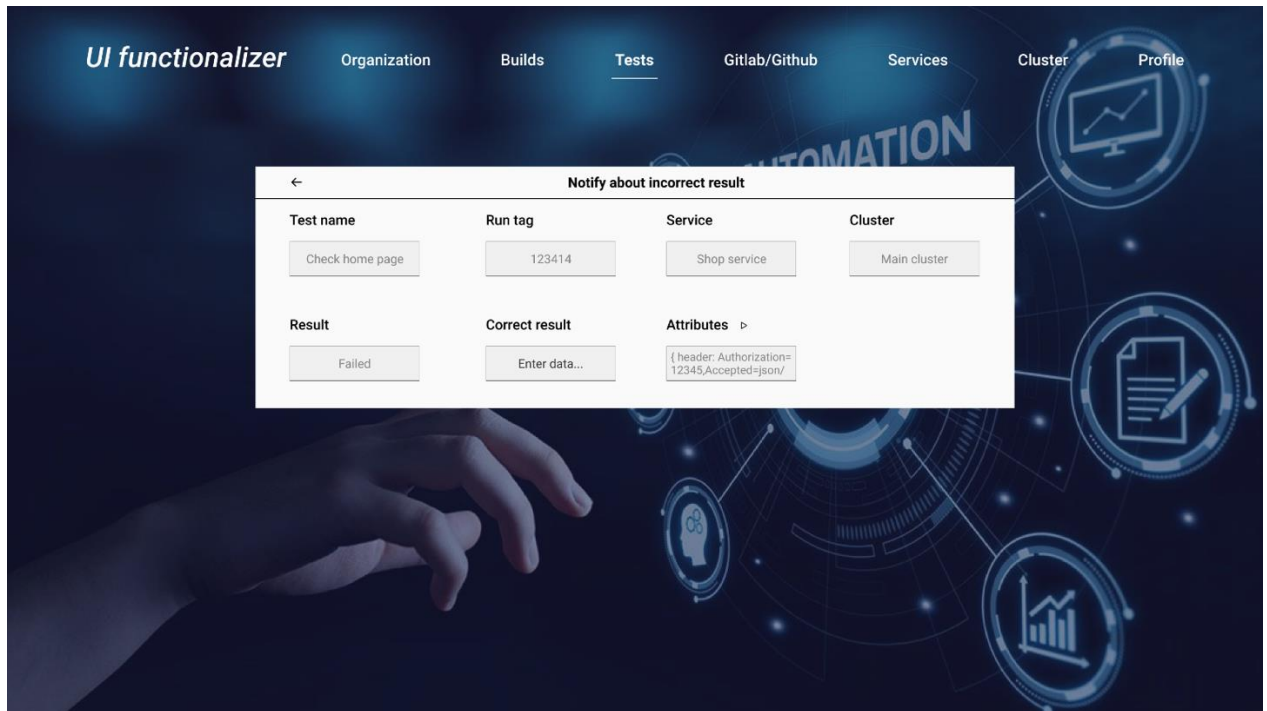 UI functionalizer Organization Builds Tests Gitlab/Github Services Cluster Profile
AUTOMATION
← Notify about incorrect result
Test name Run tag Service Cluster
Check home page 123414 Shop service Main cluster
Result Correct result Attributes ▷
Failed Enter data... { header: Authorization=
12345,Accepted=json/